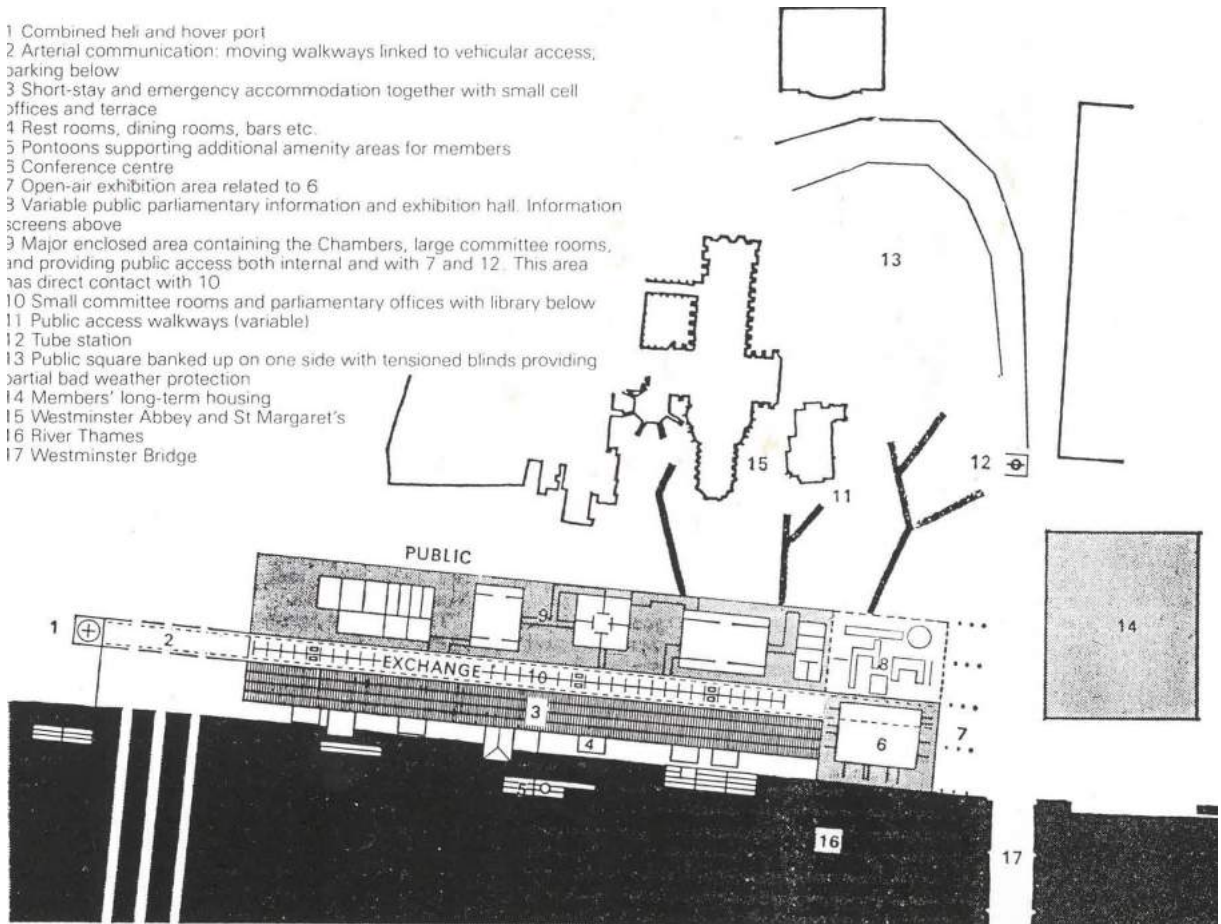 1 Combined heli and hover port
2 Arterial communication: moving walkways linked to vehicular access;
parking below
3 Short-stay and emergency accommodation together with small cell
offices and terrace
4 Rest rooms, dining rooms, bars etc.
5 Pontoons supporting additional amenity areas for members
6 Conference centre
7 Open-air exhibition area related to 6
8 Variable public parliamentary information and exhibition hall. Information
screens above
9 Major enclosed area containing the Chambers, large committee rooms,
and providing public access both internal and with 7 and 12. This area
has direct contact with 10
10 Small committee rooms and parliamentary offices with library below
11 Public access walkways (variable)
12 Tube station
13 Public square banked up on one side with tensioned blinds providing
partial bad weather protection
14 Members' long-term housing
15 Westminster Abbey and St Margaret's
16 River Thames
17 Westminster Bridge
13
15
12
11
PUBLIC
9
1
2
14
8
EXCHANGE
10
3
7
6
4
5
16
17